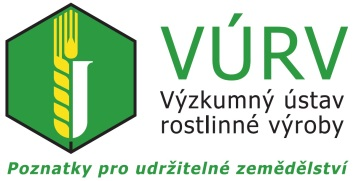 VÚRV
Výzkumný ústav
rostlinné výroby
Poznatky pro udržitelné zemědělství